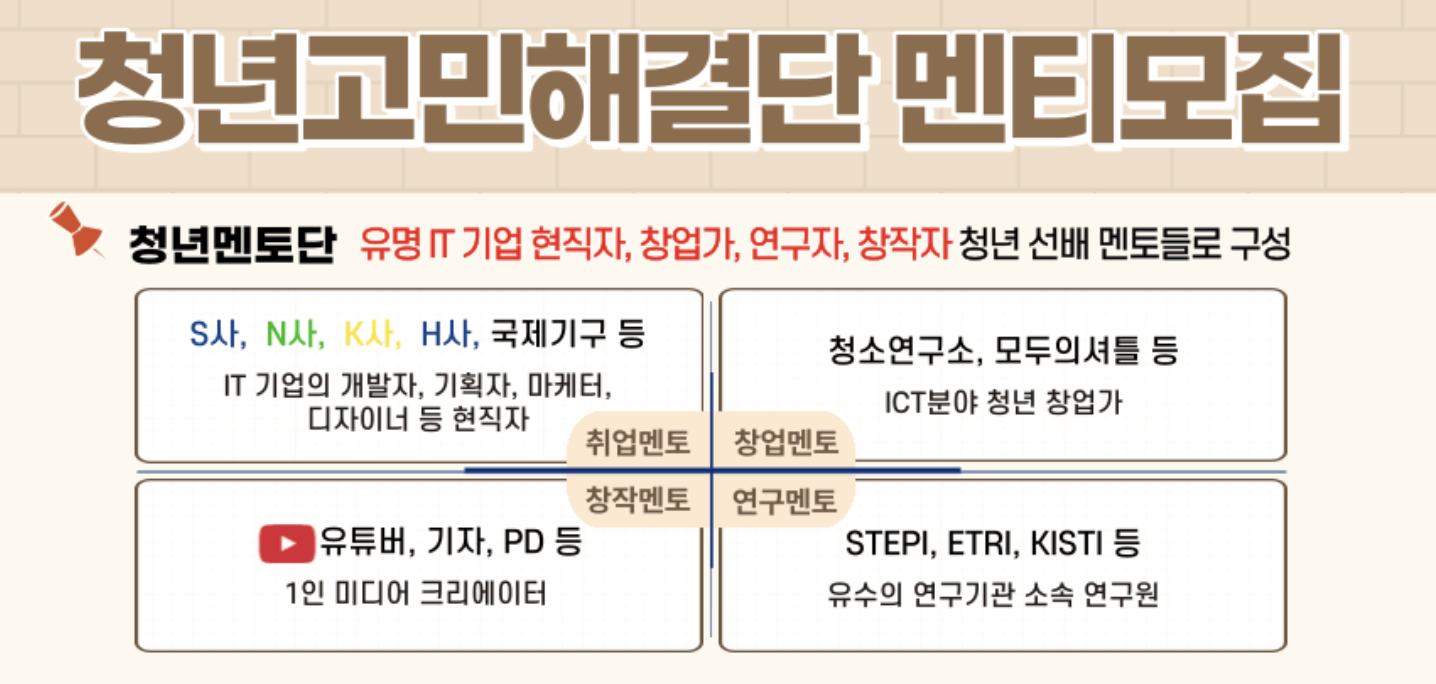 청년고민해결단 멘티모집
청년멘토단 유명 IT 기업 현직자, 창업가, 연구자, 창작자 청년 선배 멘토들로 구성
S사, N사, K사, H사, 국제기구 등
IT 기업의 개발자, 기획자, 마케터,
디자이너 등 현직자
취업멘토
청소연구소, 모두의셔틀 등
ICT분야 청년 창업가
창업멘토
창작멘토
유튜버, 기자, PD 등
1인 미디어 크리에이터
연구멘토
STEPI, ETRI, KISTI 등
유수의 연구기관 소속 연구원